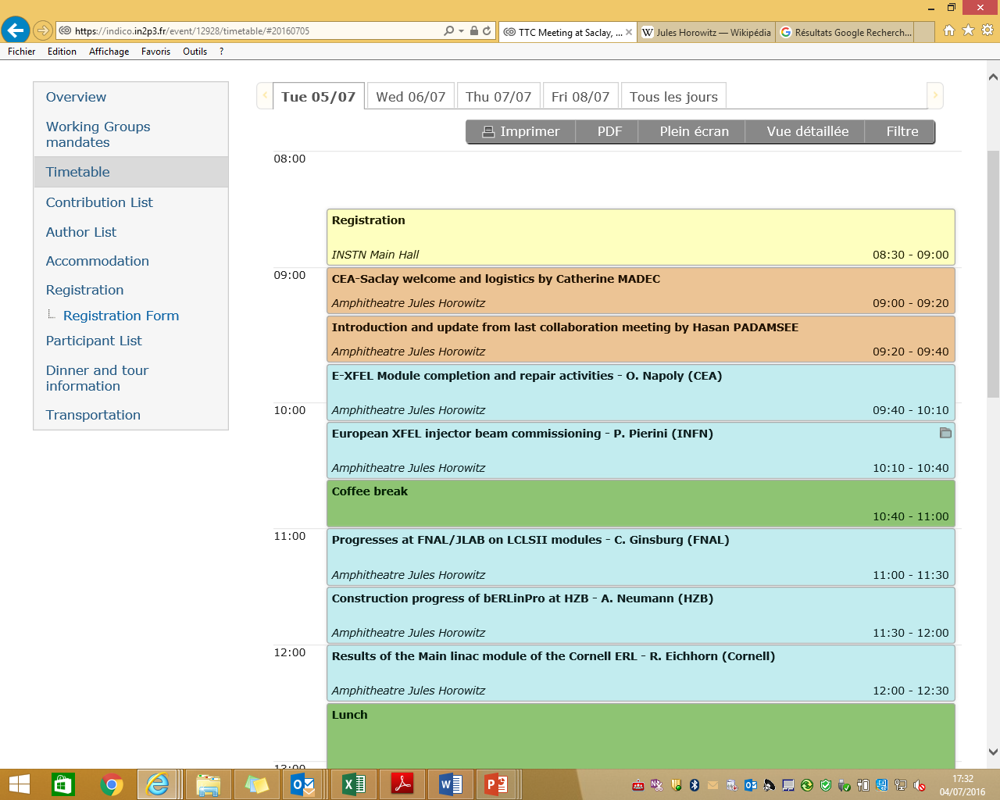 https://indico.in2p3.fr/event/12928/timetable/#20160705
TTC Meeting at Saclay, ...
Jules Horowitz — Wikipédia
Résultats Google Recherch...
Fichier Edition Affichage Favoris Outils ?
Overview
Working Groups
mandates
Timetable
Contribution List
Author List
Accommodation
Registration
Registration Form
Participant List
Dinner and tour
information
Transportation
Tue 05/07 Wed 06/07 Thu 07/07 Fri 08/07 Tous les jours
Imprimer PDF Plein écran Vue détaillée Filtre
08:00
Registration
INSTN Main Hall 08:30 - 09:00
09:00
CEA-Saclay welcome and logistics by Catherine MADEC
Amphitheatre Jules Horowitz 09:00 - 09:20
Introduction and update from last collaboration meeting by Hasan PADAMSEE
Amphitheatre Jules Horowitz 09:20 - 09:40
E-XFEL Module completion and repair activities - O. Napoly (CEA)
10:00
Amphitheatre Jules Horowitz 09:40 - 10:10
European XFEL injector beam commissioning - P. Pierini (INFN)
Amphitheatre Jules Horowitz 10:10 - 10:40
Coffee break
10:40 - 11:00
11:00
Progresses at FNAL/JLAB on LCLSII modules - C. Ginsburg (FNAL)
Amphitheatre Jules Horowitz 11:00 - 11:30
Construction progress of bERLinPro at HZB - A. Neumann (HZB)
Amphitheatre Jules Horowitz 11:30 - 12:00
12:00
Results of the Main linac module of the Cornell ERL - R. Eichhorn (Cornell)
Amphitheatre Jules Horowitz 12:00 - 12:30
Lunch
13:00
17:32
04/07/2016